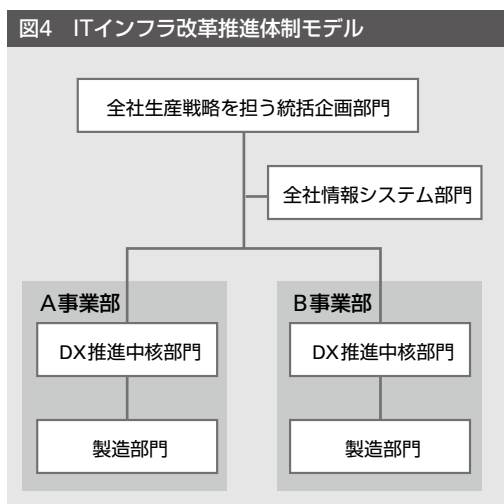 図4 ITインフラ改革推進体制モデル
全社生産戦略を担う統括企画部門
全社情報システム部門
A事業部
DX推進中核部門
製造部門
B事業部
DX推進中核部門
製造部門